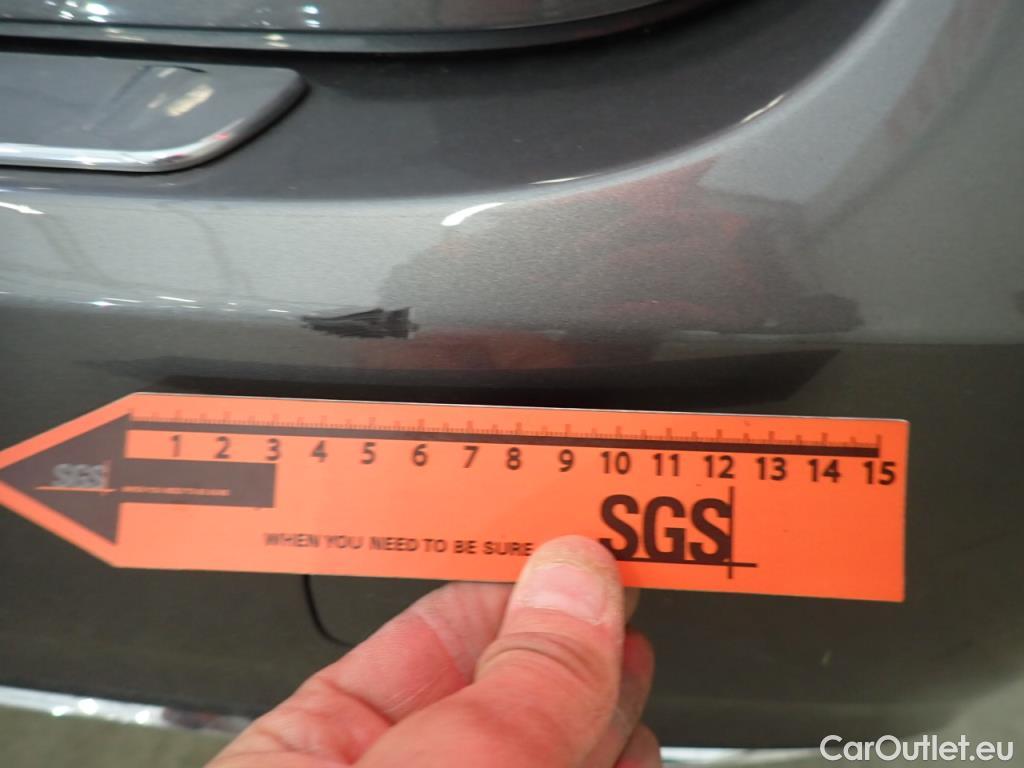 1 2 3 4 5 6 7 8 9 10 11 12 13 14 15
SGS
SGS
WHEN YOU NEED TO BE SURE
CarOutlet.eu